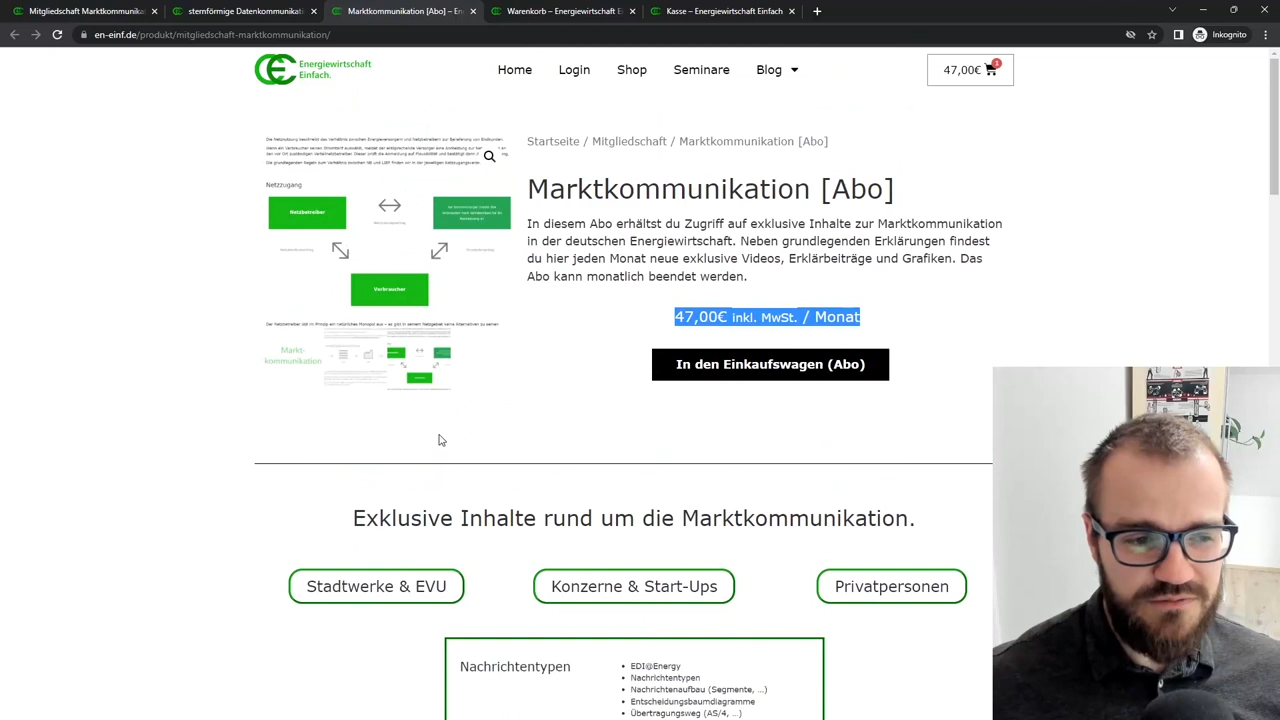 Mitgliedschaft Marktkommunika
sternförmige Datenkommunikati
Marktkommunikation [Abo] – En
Warenkorb – Energiewirtschaft E
Kasse – Energiewirtschaft Einfac
en-einf.de/produkt/mitgliedschaft-marktkommunikation/
Inkognito
Energiewirtschaft
Einfach.
Home
Login
Shop
Seminare
Blog
47,00€
1
Startseite / Mitgliedschaft / Marktkommunikation [Abo]
Marktkommunikation [Abo]
In diesem Abo erhältst du Zugriff auf exklusive Inhalte zur Marktkommunikation
in der deutschen Energiewirtschaft. Neben grundlegenden Erklärungen findest
du hier jeden Monat neue exklusive Videos, Erklärbeiträge und Grafiken. Das
Abo kann monatlich beendet werden.
47,00€ inkl. MwSt. / Monat
In den Einkaufswagen (Abo)
Netzzugang
Netzbetreiber
Verbraucher
Markt-
kommunikation
Exklusive Inhalte rund um die Marktkommunikation.
Stadtwerke & EVU
Konzerne & Start-Ups
Privatpersonen
Nachrichtentypen
• EDI@Energy
• Nachrichtentypen
• Nachrichtenaufbau (Segmente, ...)
• Entscheidungsbaumdiagramme
• Übertragungsweg (AS/4, ...)